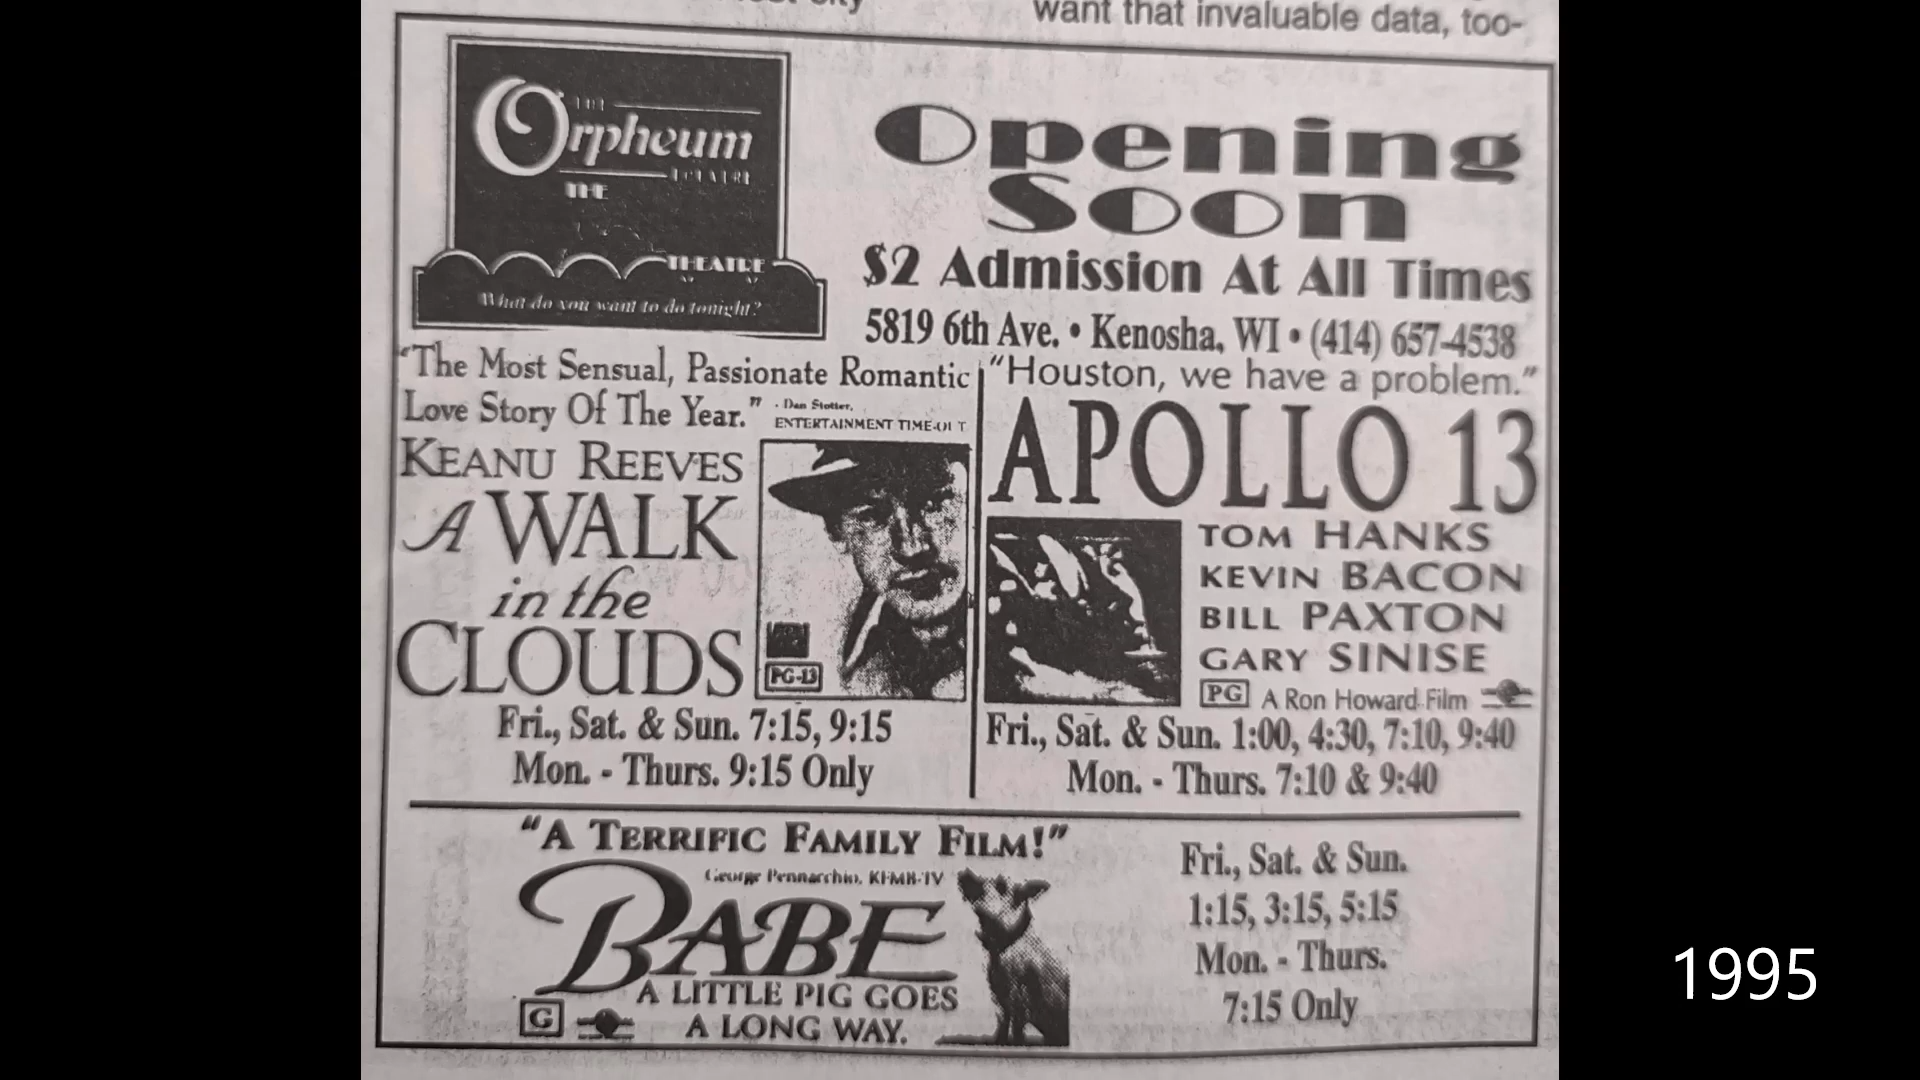 want that invaluable data, too-
THE
Orpheum
THEATRE
THE
THEATRE
What do you want to do tonight?
Opening
Soon
$2 Admission At All Times
5819 6th Ave. • Kenosha, WI • (414) 657-4538
"The Most Sensual, Passionate Romantic
Love Story Of The Year."
- Dan Stotter,
ENTERTAINMENT TIME-OUT
KEANU REEVES
A WALK
in the
CLOUDS
PG-13
Fri., Sat. & Sun. 7:15, 9:15
Mon. - Thurs. 9:15 Only
"Houston, we have a problem."
APOLLO 13
TOM HANKS
KEVIN BACON
BILL PAXTON
GARY SINISE
PG A Ron Howard Film
Fri., Sat. & Sun. 1:00, 4:30, 7:10, 9:40
Mon. - Thurs. 7:10 & 9:40
"A TERRIFIC FAMILY FILM!"
George Pennacchio, KFMB-TV
BABE
A LITTLE PIG GOES
A LONG WAY.
G
Fri., Sat. & Sun.
1:15, 3:15, 5:15
Mon. - Thurs.
7:15 Only
1995